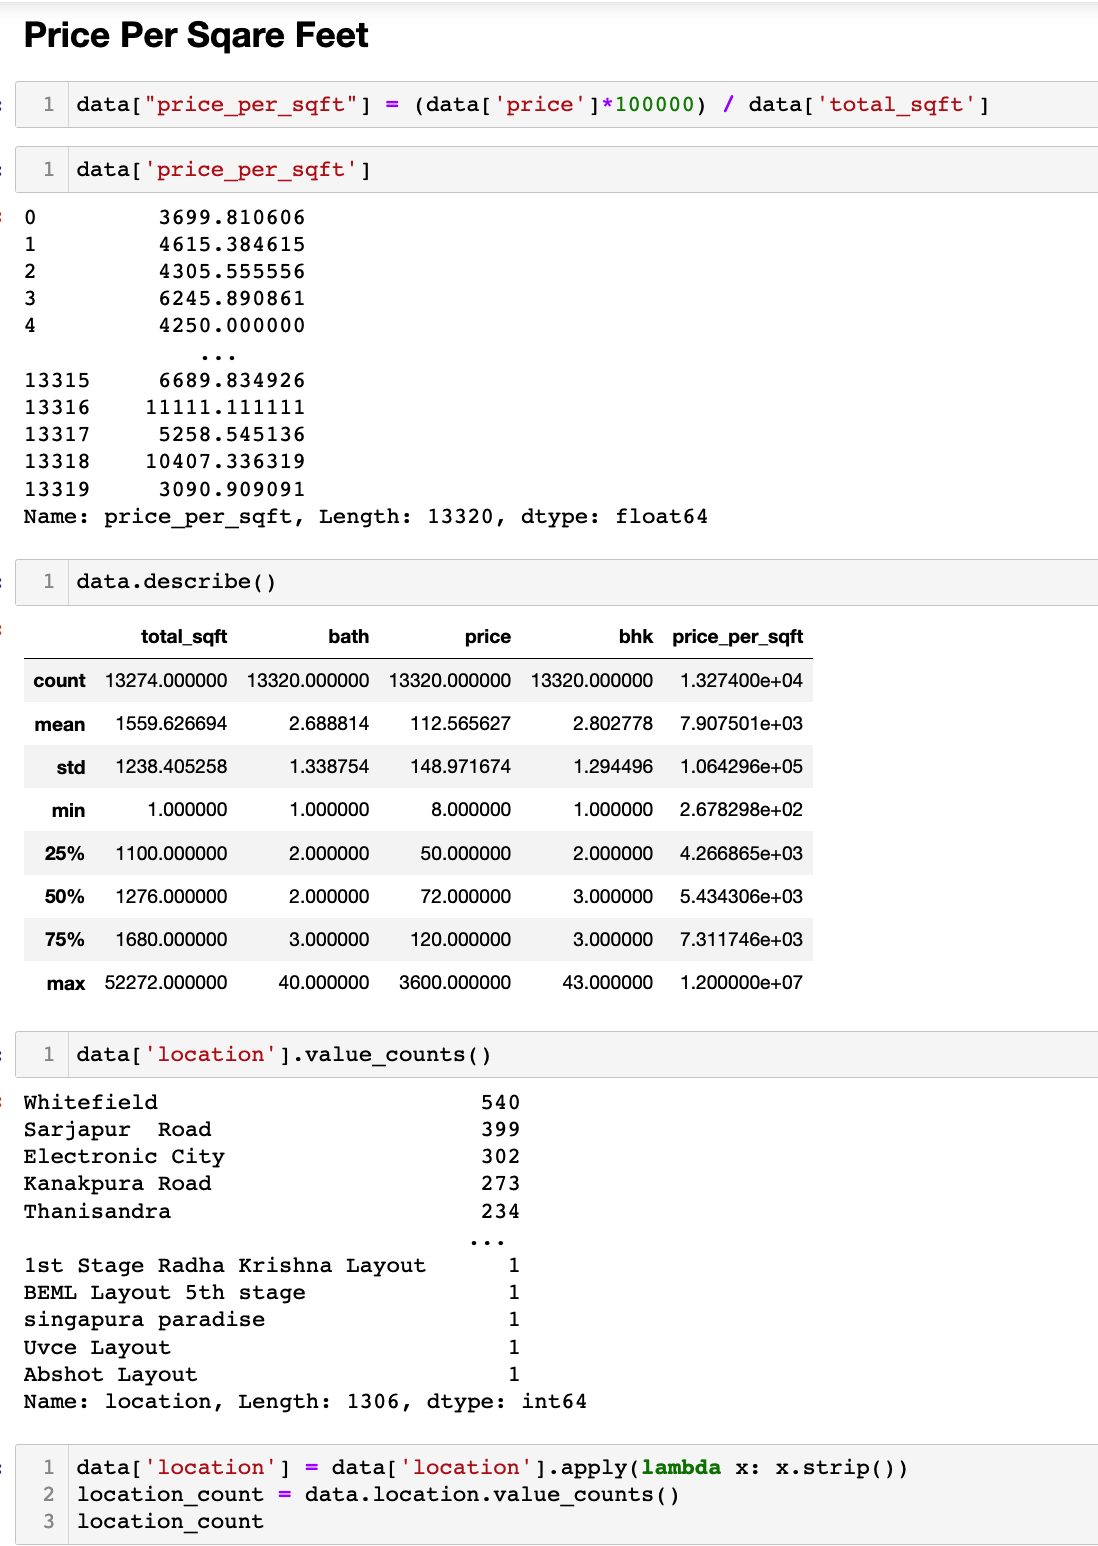 Price Per Sqare Feet
1 data["price_per_sqft"] = (data['price']*100000) / data['total_sqft']
1 data['price_per_sqft']
0 3699.810606
1 4615.384615
2 4305.555556
3 6245.890861
4 4250.000000
...
13315 6689.834926
13316 11111.111111
13317 5258.545136
13318 10407.336319
13319 3090.909091
Name: price_per_sqft, Length: 13320, dtype: float64
1 data.describe()
total_sqft bath price bhk price_per_sqft
count 13274.000000 13320.000000 13320.000000 13320.000000 1.327400e+04
mean 1559.626694 2.688814 112.565627 2.802778 7.907501e+03
std 1238.405258 1.338754 148.971674 1.294496 1.064296e+05
min 1.000000 1.000000 8.000000 1.000000 2.678298e+02
25% 1100.000000 2.000000 50.000000 2.000000 4.266865e+03
50% 1276.000000 2.000000 72.000000 3.000000 5.434306e+03
75% 1680.000000 3.000000 120.000000 3.000000 7.311746e+03
max 52272.000000 40.000000 3600.000000 43.000000 1.200000e+07
1 data['location'].value_counts()
Whitefield 540
Sarjapur  Road 399
Electronic City 302
Kanakpura Road 273
Thanisandra 234
...
1st Stage Radha Krishna Layout 1
BEML Layout 5th stage 1
singapura paradise 1
Uvce Layout 1
Abshot Layout 1
Name: location, Length: 1306, dtype: int64
1 data['location'] = data['location'].apply(lambda x: x.strip())
2 location_count = data.location.value_counts()
3 location_count